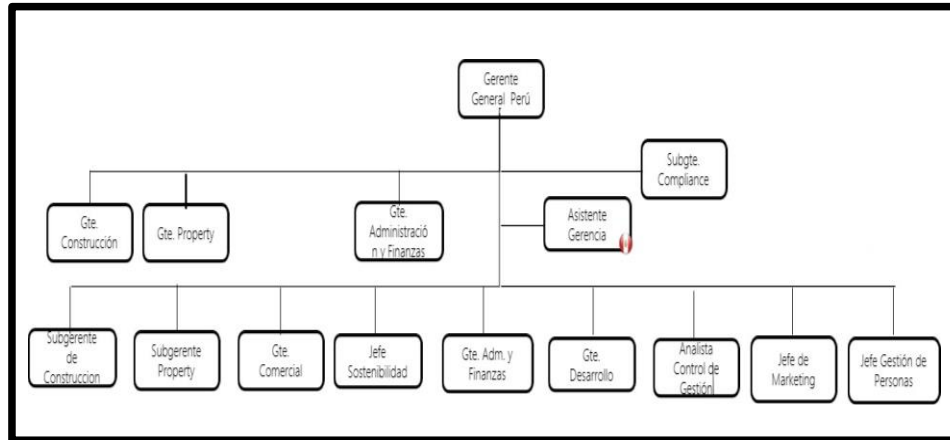 Gerente
General Perú
Subgte.
Compliance
Gte.
Construcción
Gte. Property
Gte.
Administració
n y Finanzas
Asistente
Gerencia
Subgerente
de
Construccion
Subgerente
Property
Gte.
Comercial
Jefe
Sostenibilidad
Gte. Adm. y
Finanzas
Gte.
Desarrollo
Analista
Control de
Gestión
Jefe de
Marketing
Jefe Gestión de
Personas